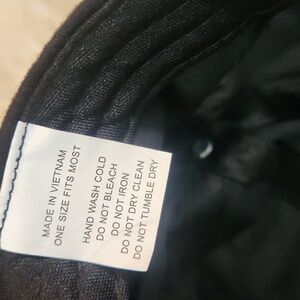 MADE IN VIETNAM
ONE SIZE FITS MOST
HAND WASH COLD
DO NOT BLEACH
DO NOT IRON
DO NOT DRY CLEAN
DO NOT TUMBLE DRY